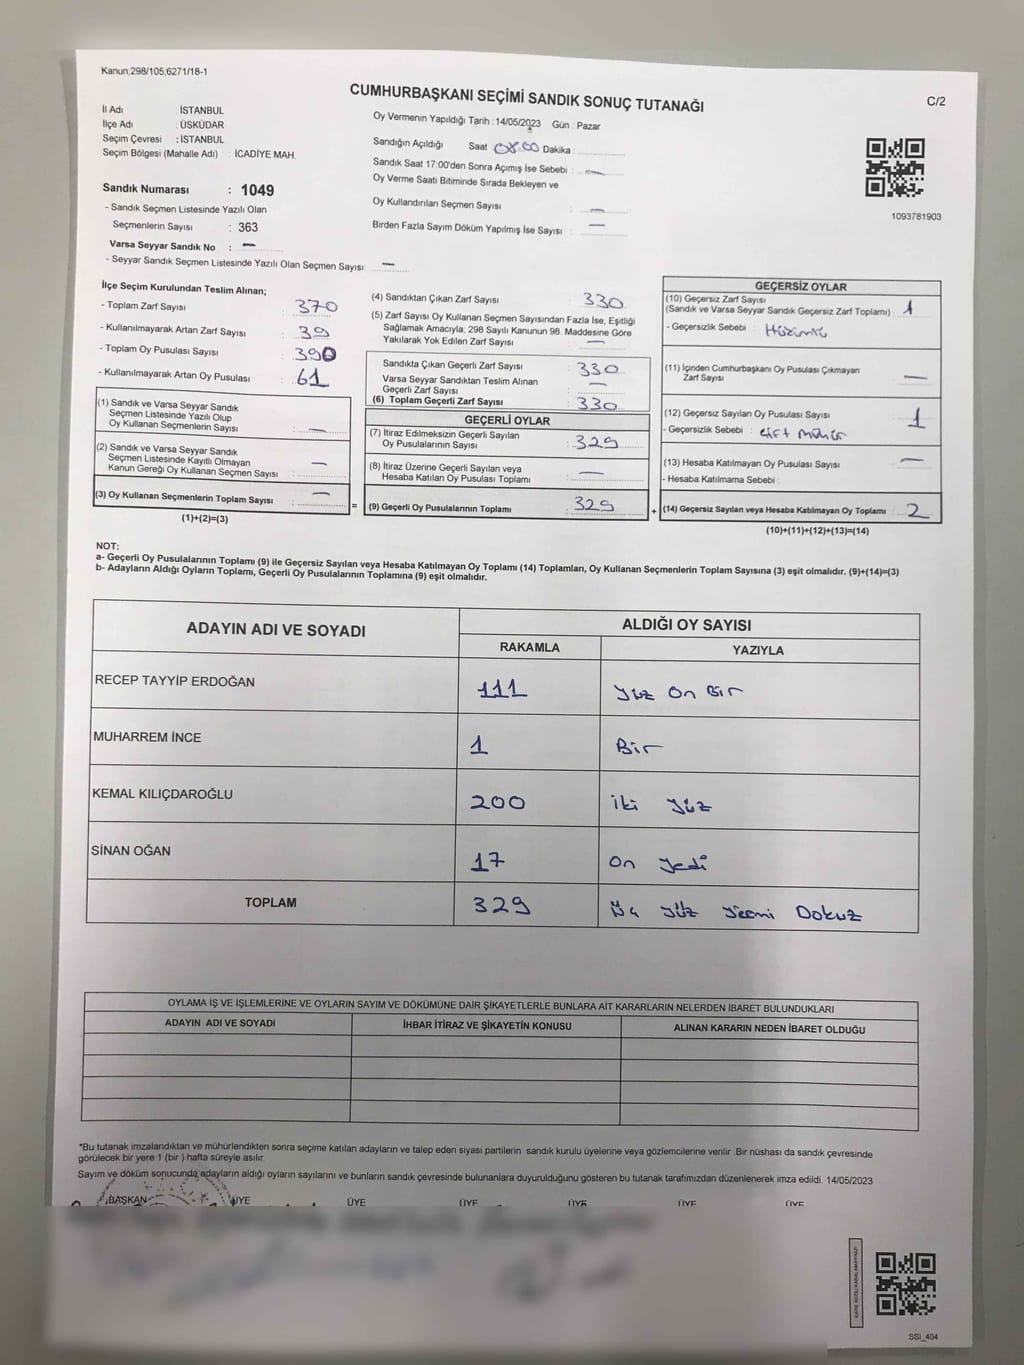 Kanun;298/105;6271/18-1
CUMHURBAŞKANI SEÇİMİ SANDIK SONUÇ TUTANAĞI
C/2
İl Adı : İSTANBUL
İlçe Adı : ÜSKÜDAR
Seçim Çevresi : İSTANBUL
Seçim Bölgesi (Mahalle Adı) : İCADİYE MAH.
Sandık Numarası : 1049
- Sandık Seçmen Listesinde Yazılı Olan
Seçmenlerin Sayısı : 363
Varsa Seyyar Sandık No : —
- Seyyar Sandık Seçmen Listesinde Yazılı Olan Seçmen Sayısı: —
Oy Vermenin Yapıldığı Tarih :14/05/2023 Gün : Pazar
Sandığın Açıldığı Saat 08.00 Dakika :
Sandık Saat 17:00'den Sonra Açımış İse Sebebi : —
Oy Verme Saati Bitiminde Sırada Bekleyen ve
Oy Kullandırılan Seçmen Sayısı : —
Birden Fazla Sayım Döküm Yapılmış İse Sayısı : —
1093781903
İlçe Seçim Kurulundan Teslim Alınan;
- Toplam Zarf Sayısı : 370
- Kullanılmayarak Artan Zarf Sayısı : 39
- Toplam Oy Pusulası Sayısı : 390
- Kullanılmayarak Artan Oy Pusulası : 61
(1) Sandık ve Varsa Seyyar Sandık
Seçmen Listesinde Yazılı Olup
Oy Kullanan Seçmenlerin Sayısı : —
(2) Sandık ve Varsa Seyyar Sandık
Seçmen Listesinde Kayıtlı Olmayan
Kanun Gereği Oy Kullanan Seçmen Sayısı : —
(3) Oy Kullanan Seçmenlerin Toplam Sayısı : —
(1)+(2)=(3)
(4) Sandıktan Çıkan Zarf Sayısı : 330
(5) Zarf Sayısı Oy Kullanan Seçmen Sayısından Fazla İse, Eşitliği
Sağlamak Amacıyla; 298 Sayılı Kanunun 98. Maddesine Göre
Yakılarak Yok Edilen Zarf Sayısı : —
Sandıkta Çıkan Geçerli Zarf Sayısı : 330
Varsa Seyyar Sandıktan Teslim Alınan
Geçerli Zarf Sayısı : —
(6) Toplam Geçerli Zarf Sayısı : 330
GEÇERLİ OYLAR
(7) İtiraz Edilmeksizin Geçerli Sayılan
Oy Pusulalarının Sayısı : 329
(8) İtiraz Üzerine Geçerli Sayılan veya
Hesaba Katılan Oy Pusulaları Toplamı : —
= (9) Geçerli Oy Pusulalarının Toplamı : 329
GEÇERSİZ OYLAR
(10) Geçersiz Zarf Sayısı
(Sandık ve Varsa Seyyar Sandık Geçersiz Zarf Toplamı) : 1
- Geçersizlik Sebebi :
(11) İçinden Cumhurbaşkanı Oy Pusulası Çıkmayan
Zarf Sayısı : —
(12) Geçersiz Sayılan Oy Pusulası Sayısı : 1
- Geçersizlik Sebebi : çift mühür
(13) Hesaba Katılmayan Oy Pusulası Sayısı : —
- Hesaba Katılmama Sebebi :
+ (14) Geçersiz Sayılan veya Hesaba Katılmayan Oy Toplamı : 2
(10)+(11)+(12)+(13)=(14)
NOT:
a- Geçerli Oy Pusulalarının Toplamı (9) ile Geçersiz Sayılan veya Hesaba Katılmayan Oy Toplamı (14) Toplamları, Oy Kullanan Seçmenlerin Toplam Sayısına (3) eşit olmalıdır. (9)+(14)=(3)
b- Adayların Aldığı Oyların Toplamı, Geçerli Oy Pusulalarının Toplamına (9) eşit olmalıdır.
ADAYIN ADI VE SOYADI
ALDIĞI OY SAYISI
RAKAMLA YAZIYLA
RECEP TAYYİP ERDOĞAN 111 Yüz On Bir
MUHARREM İNCE 1 Bir
KEMAL KILIÇDAROĞLU 200 İki Yüz
SİNAN OĞAN 17 On Yedi
TOPLAM 329 Üç Yüz Yirmi Dokuz
OYLAMA İŞ VE İŞLEMLERİNE VE OYLARIN SAYIM VE DÖKÜMÜNE DAİR ŞİKAYETLERLE BUNLARA AİT KARARLARIN NELERDEN İBARET BULUNDUKLARI
ADAYIN ADI VE SOYADI İHBAR İTİRAZ VE ŞİKAYETİN KONUSU ALINAN KARARIN NEDEN İBARET OLDUĞU
*Bu tutanak imzalandıktan ve mühürlendikten sonra seçime katılan adayların ve talep eden siyasi partilerin sandık kurulu üyelerine veya gözlemcilerine verilir .Bir nüshası da sandık çevresinde
görülecek bir yere 1 (bir ) hafta süreyle asılır.
Sayım ve döküm sonucunda adayların aldığı oyların sayılarını ve bunların sandık çevresinde bulunanlara duyurulduğunu gösteren bu tutanak tarafımızdan düzenlenerek imza edildi. 14/05/2023
BAŞKAN ÜYE ÜYE ÜYE ÜYE ÜYE ÜYE
SSI_404